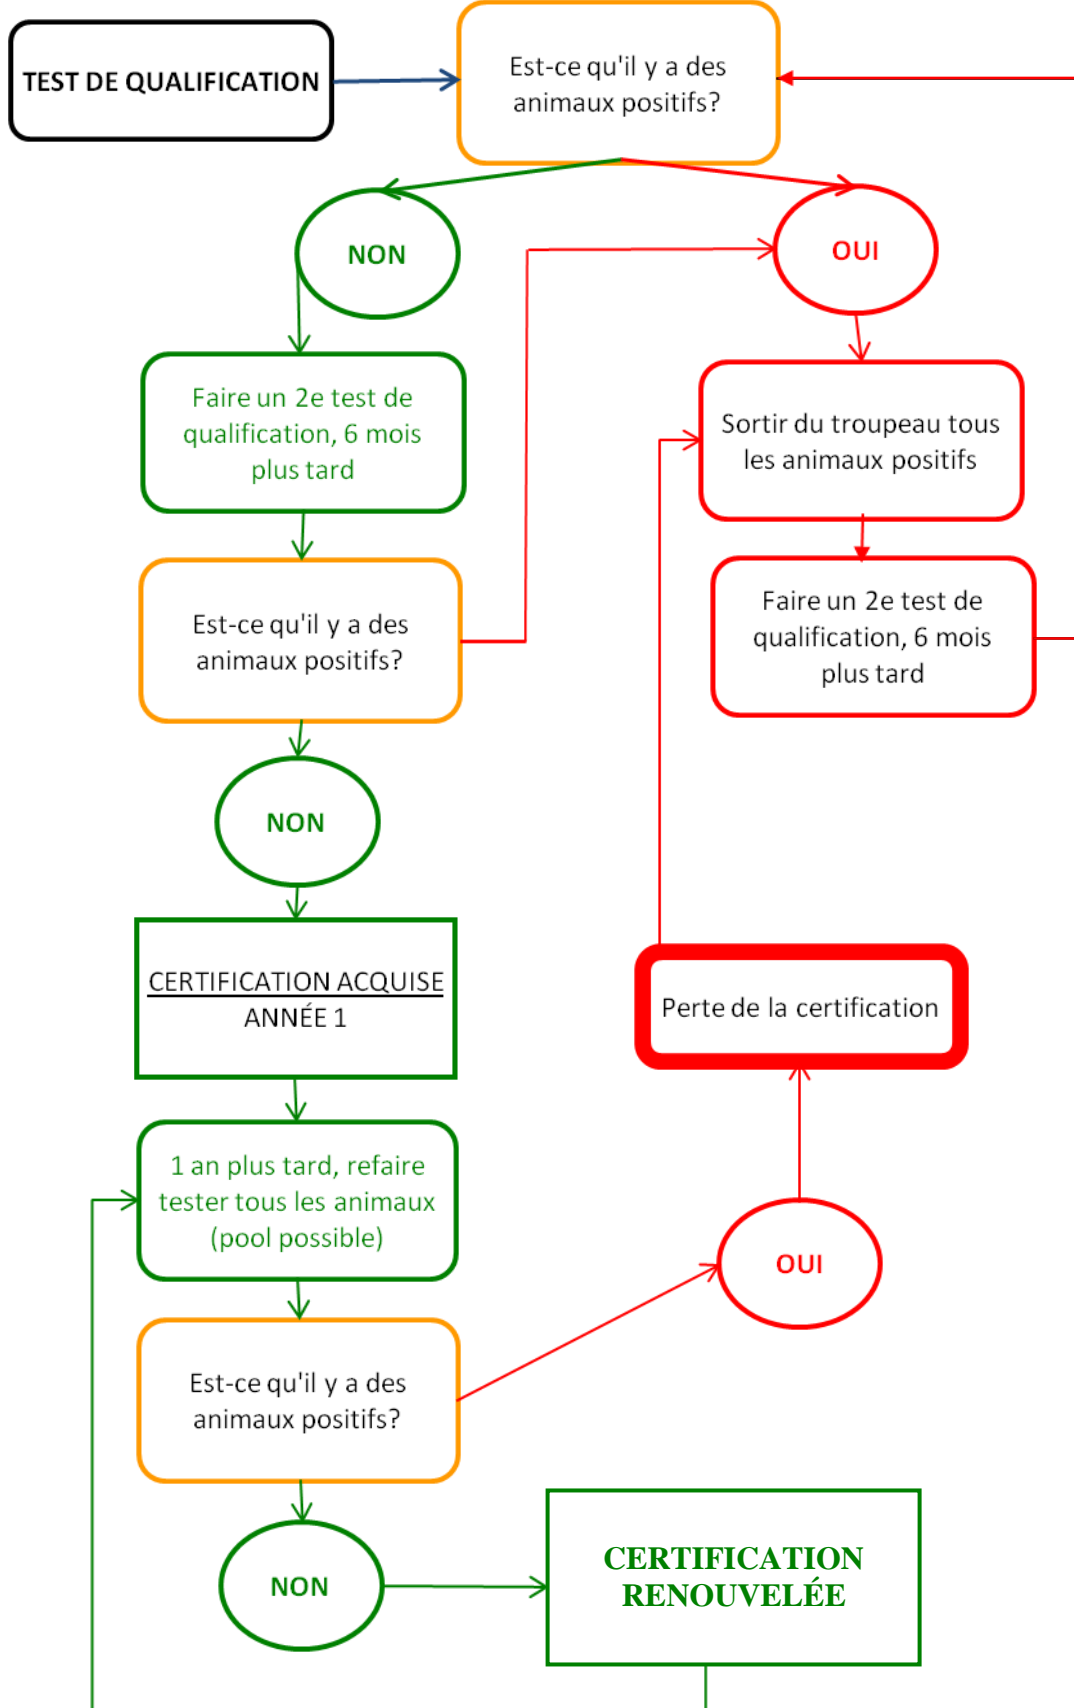 TEST DE QUALIFICATION
Est-ce qu'il y a des
animaux positifs?
NON
OUI
Faire un 2e test de
qualification, 6 mois
plus tard
Sortir du troupeau tous
les animaux positifs
Est-ce qu'il y a des
animaux positifs?
Faire un 2e test de
qualification, 6 mois
plus tard
NON
CERTIFICATION ACQUISE
ANNÉE 1
Perte de la certification
1 an plus tard, refaire
tester tous les animaux
(pool possible)
OUI
Est-ce qu'il y a des
animaux positifs?
NON
CERTIFICATION
RENOUVELÉE